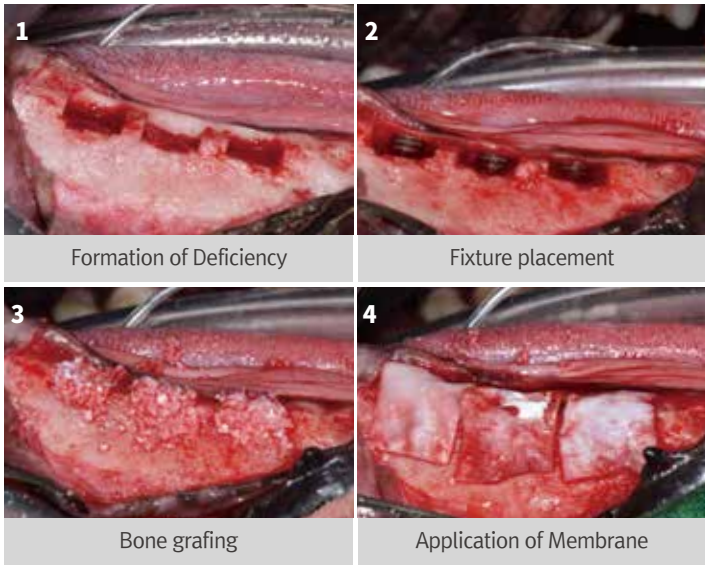 1
2
Formation of Deficiency
Fixture placement
3
4
Bone grafing
Application of Membrane